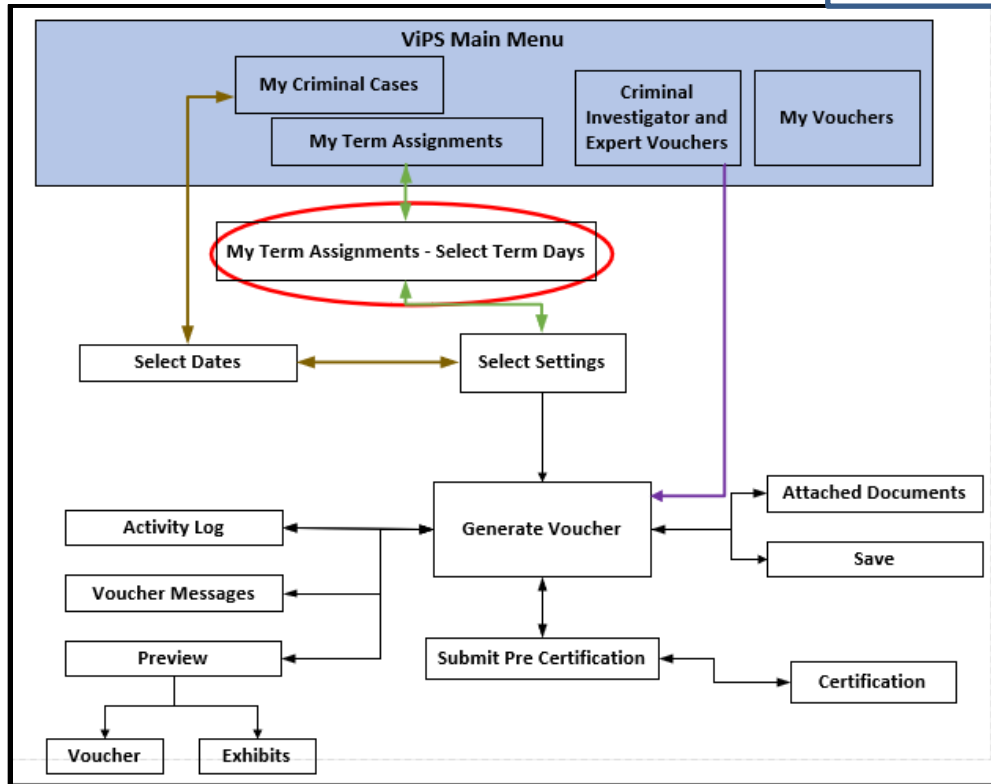 ViPS Main Menu
My Criminal Cases
My Term Assignments
Criminal
Investigator and
Expert Vouchers
My Vouchers
My Term Assignments - Select Term Days
Select Dates
Select Settings
Generate Voucher
Attached Documents
Save
Activity Log
Voucher Messages
Preview
Submit Pre Certification
Certification
Voucher
Exhibits